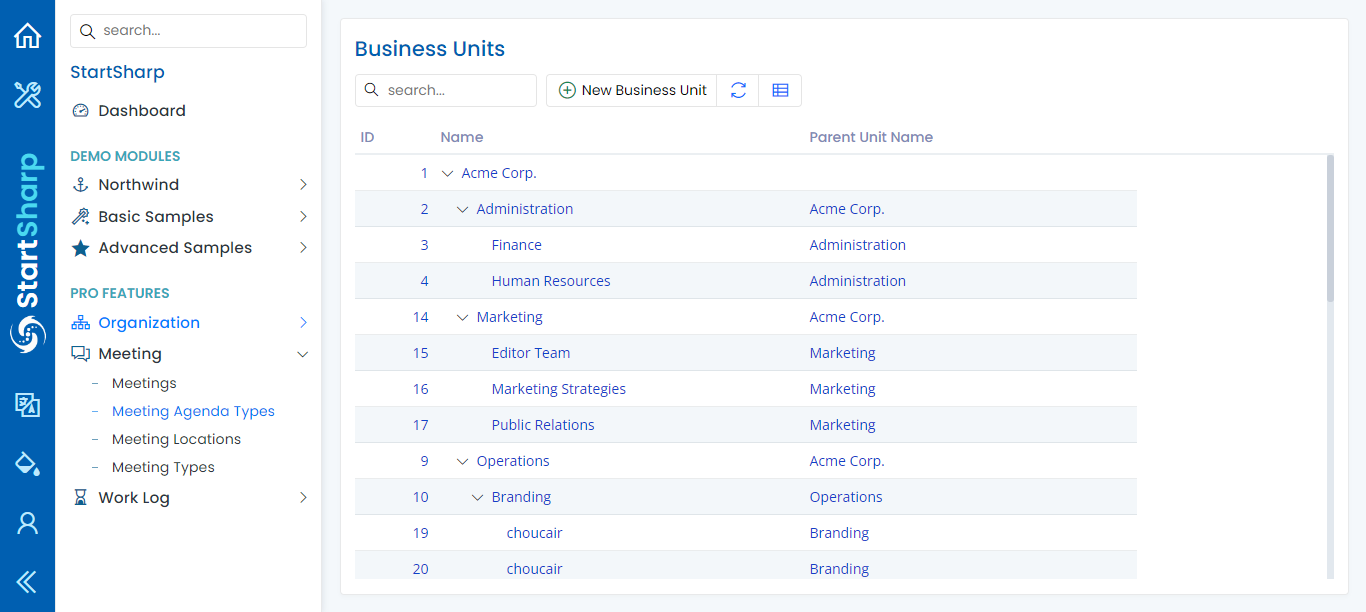 StartSharp
search...
StartSharp
Dashboard
DEMO MODULES
Northwind
Basic Samples
Advanced Samples
PRO FEATURES
Organization
Meeting
- Meetings
- Meeting Agenda Types
- Meeting Locations
- Meeting Types
Work Log
Business Units
search...
New Business Unit
ID Name Parent Unit Name
1 Acme Corp.
2 Administration Acme Corp.
3 Finance Administration
4 Human Resources Administration
14 Marketing Acme Corp.
15 Editor Team Marketing
16 Marketing Strategies Marketing
17 Public Relations Marketing
9 Operations Acme Corp.
10 Branding Operations
19 choucair Branding
20 choucair Branding